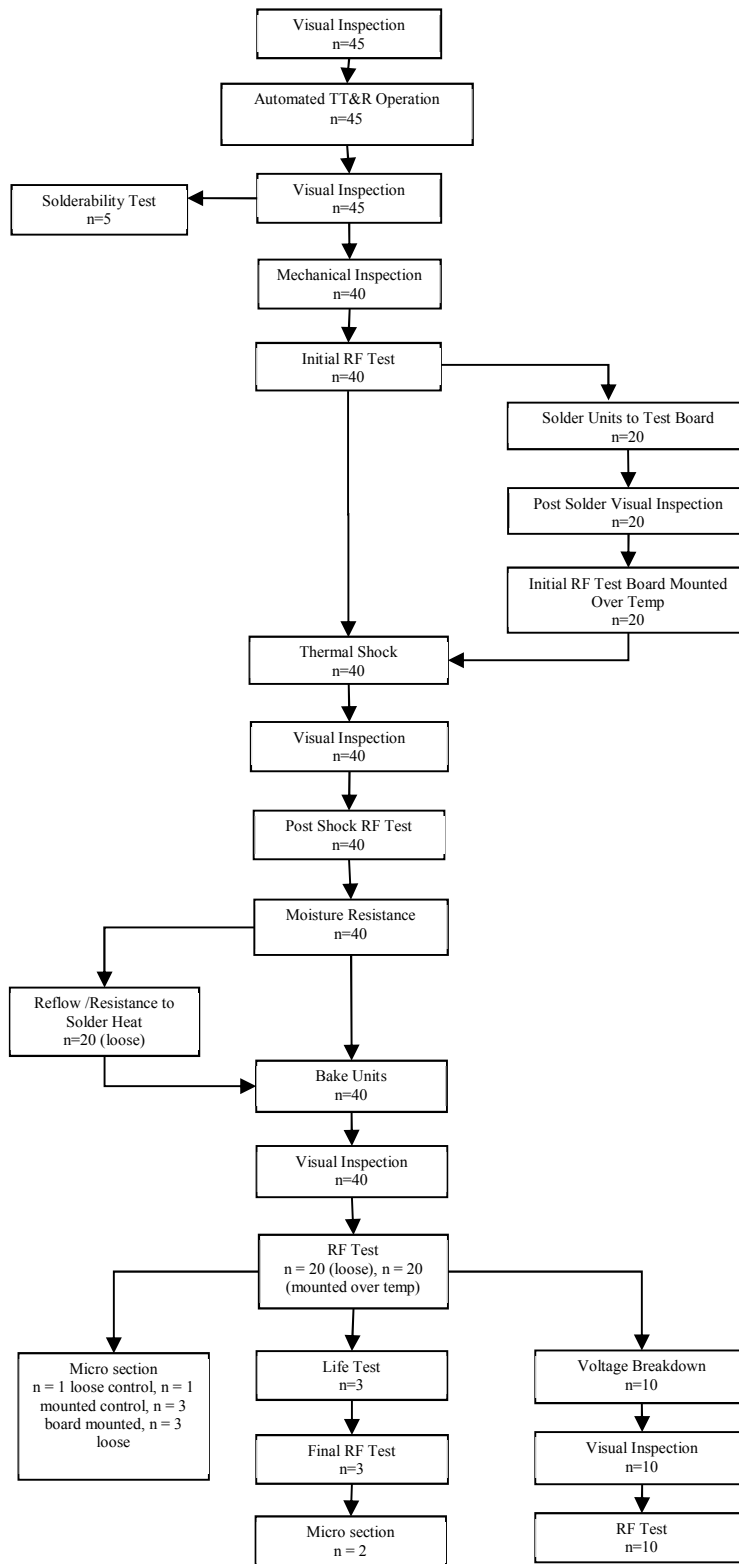 Visual Inspection
n=45
Automated TT&R Operation
n=45
Visual Inspection
n=45
Solderability Test
n=5
Mechanical Inspection
n=40
Initial RF Test
n=40
Solder Units to Test Board
n=20
Post Solder Visual Inspection
n=20
Initial RF Test Board Mounted
Over Temp
n=20
Thermal Shock
n=40
Visual Inspection
n=40
Post Shock RF Test
n=40
Moisture Resistance
n=40
Reflow /Resistance to
Solder Heat
n=20 (loose)
Bake Units
n=40
Visual Inspection
n=40
RF Test
n = 20 (loose), n = 20
(mounted over temp)
Micro section
n = 1 loose control, n = 1
mounted control, n = 3
board mounted, n = 3
loose
Life Test
n=3
Final RF Test
n=3
Micro section
n = 2
Voltage Breakdown
n=10
Visual Inspection
n=10
RF Test
n=10